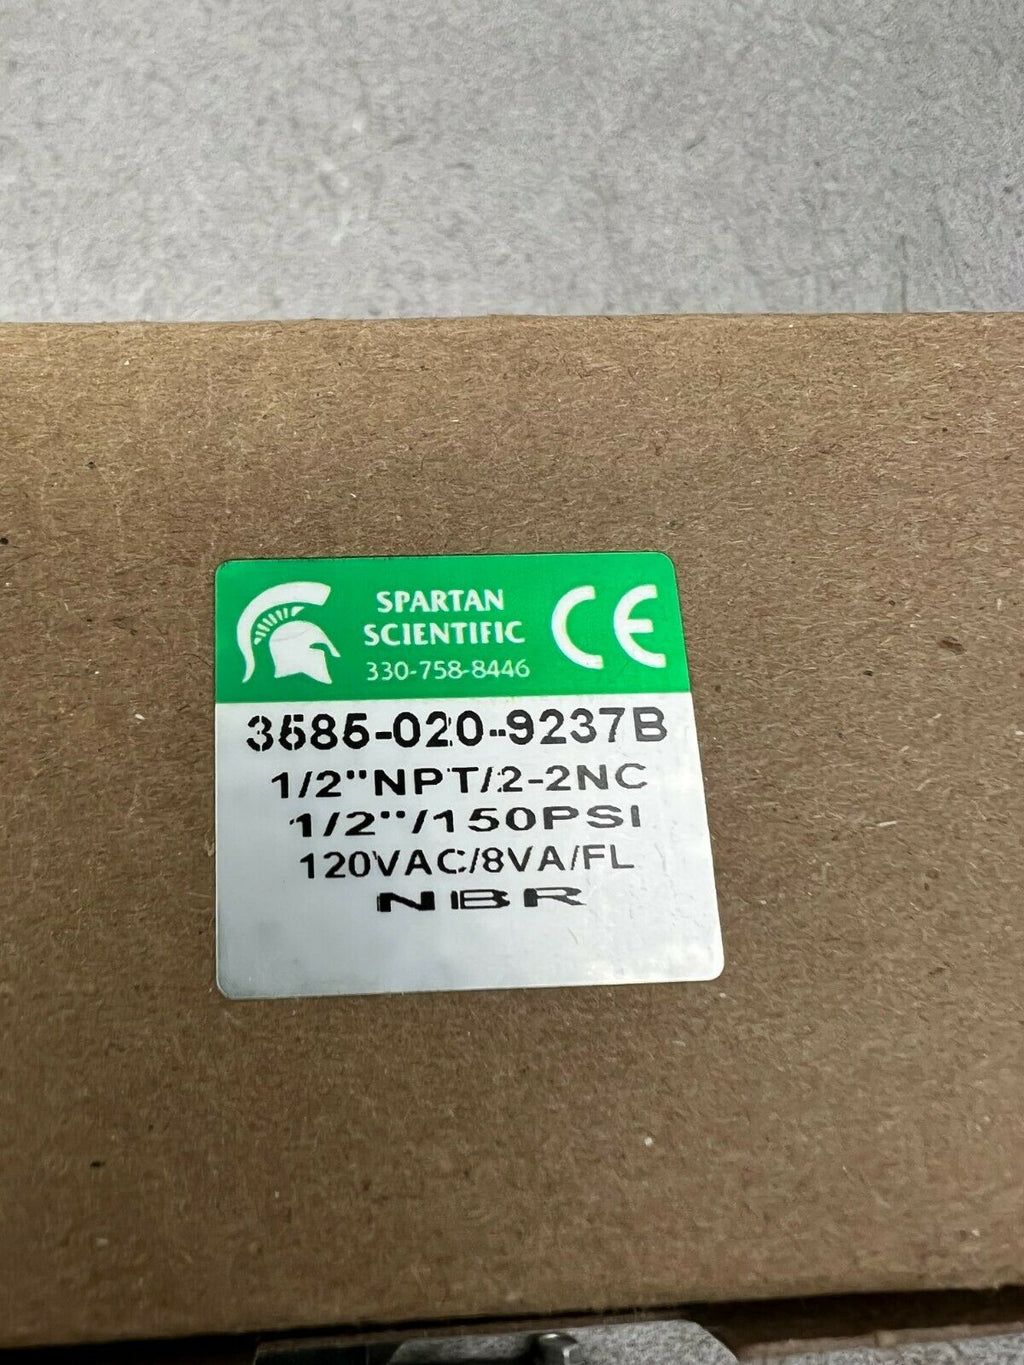 SPARTAN
SCIENTIFIC
330-758-8446
CE
3585-020-9237B
1/2"NPT/2-2NC
1/2"/150PSI
120VAC/8VA/FL
NBR